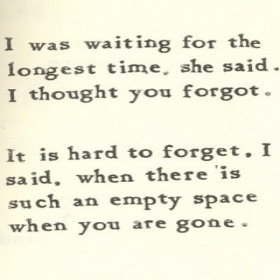 I was waiting for the
longest time, she said.
I thought you forgot.
It is hard to forget, I
said, when there is
such an empty space
when you are gone.